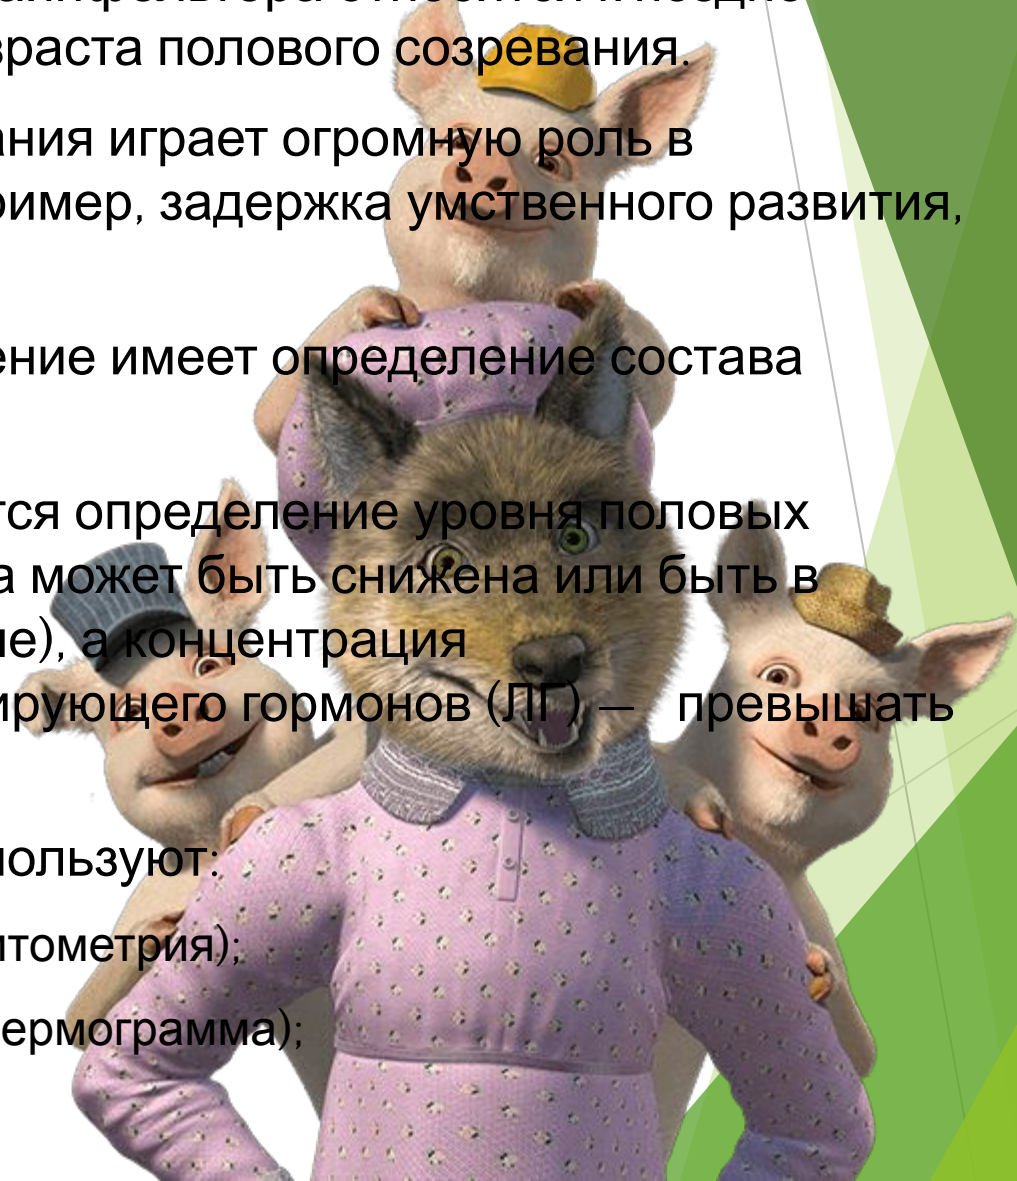 зраста полового созревания.
ания играет огромную роль в
ример, задержка умственного развития,
ение имеет определение состава
тся определение уровня половых
а может быть снижена или быть в
ие), а концентрация
ирующего гормонов (ЛГ) — превышать
пользуют:
итометрия);
ермограмма);